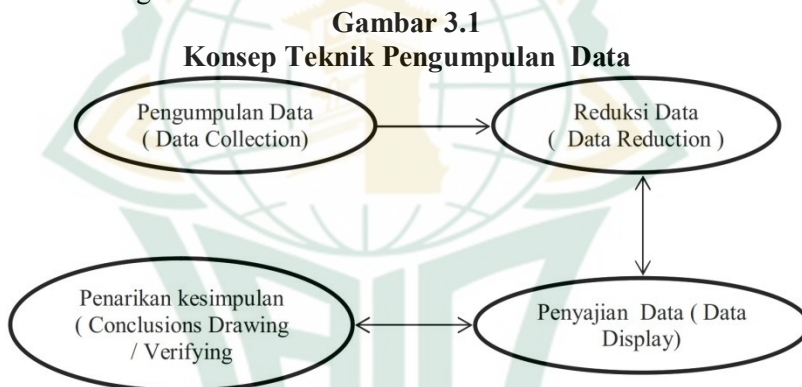 Gambar 3.1
Konsep Teknik Pengumpulan Data
Pengumpulan Data
( Data Collection)
Reduksi Data
( Data Reduction )
Penarikan kesimpulan
( Conclusions Drawing
/ Verifying
Penyajian Data ( Data
Display)